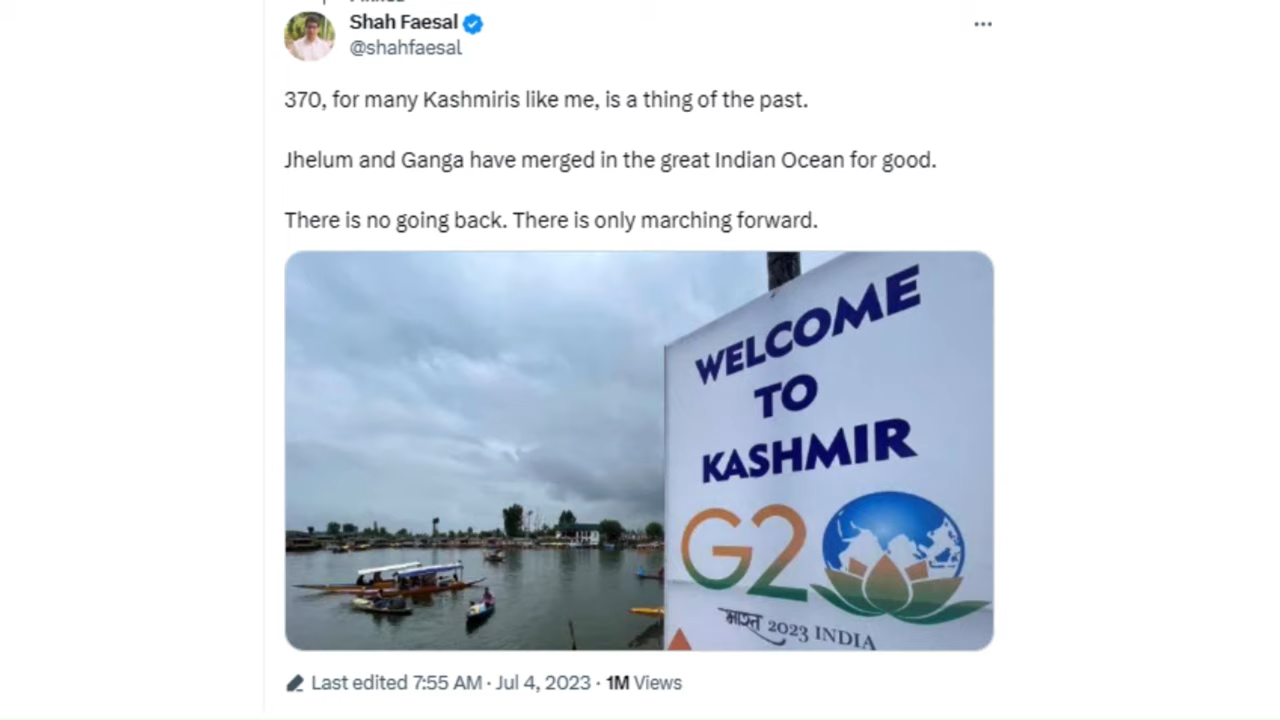 Shah Faesal
@shahfaesal
370, for many Kashmiris like me, is a thing of the past.
Jhelum and Ganga have merged in the great Indian Ocean for good.
There is no going back. There is only marching forward.
WELCOME
TO
KASHMIR
G20
भारत 2023 INDIA
Last edited 7:55 AM · Jul 4, 2023 · 1M Views